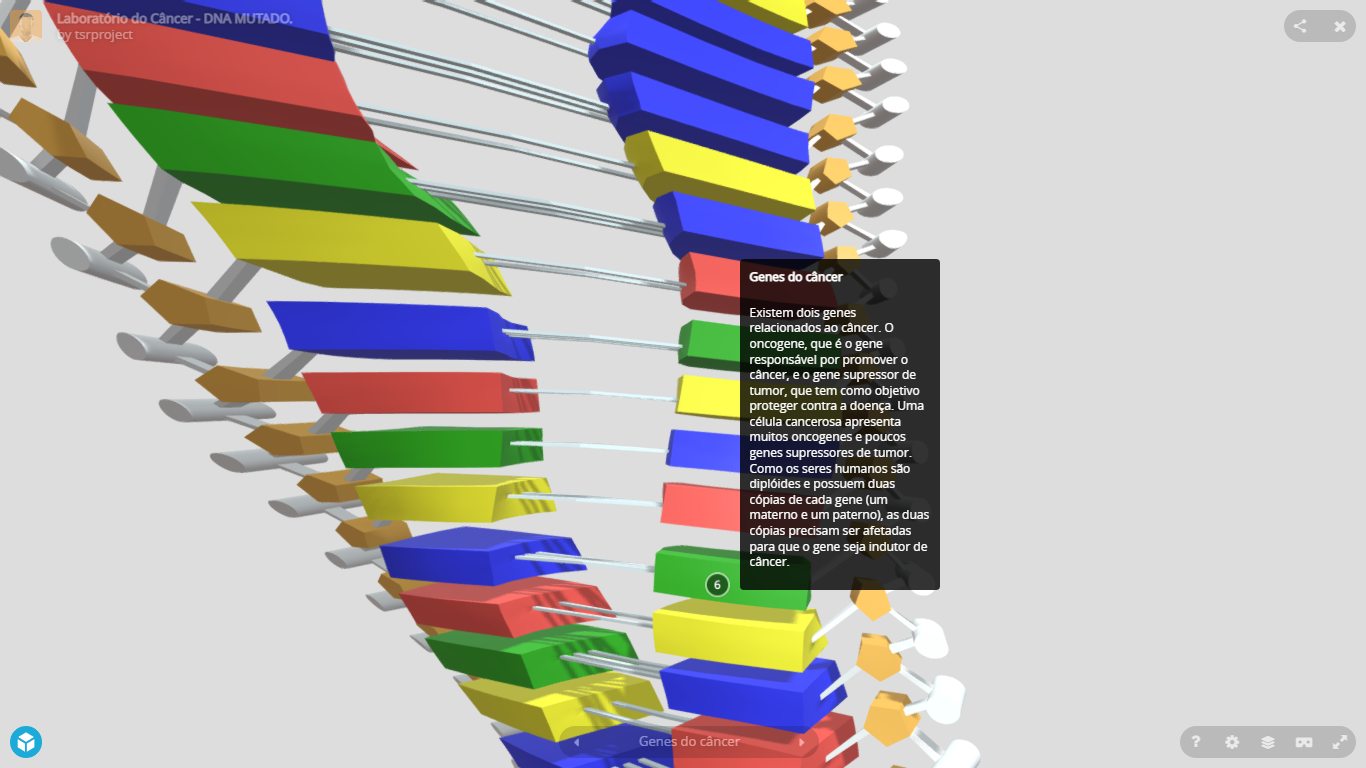 Laboratório do Câncer - DNA MUTADO.
by tsrproject
Genes do câncer
Existem dois genes
relacionados ao câncer. O
oncogene, que é o gene
responsável por promover o
câncer, e o gene supressor de
tumor, que tem como objetivo
proteger contra a doença. Uma
célula cancerosa apresenta
muitos oncogenes e poucos
genes supressores de tumor.
Como os seres humanos são
diplóides e possuem duas
cópias de cada gene (um
materno e um paterno), as duas
cópias precisam ser afetadas
para que o gene seja indutor de
câncer.
6
Genes do câncer
?